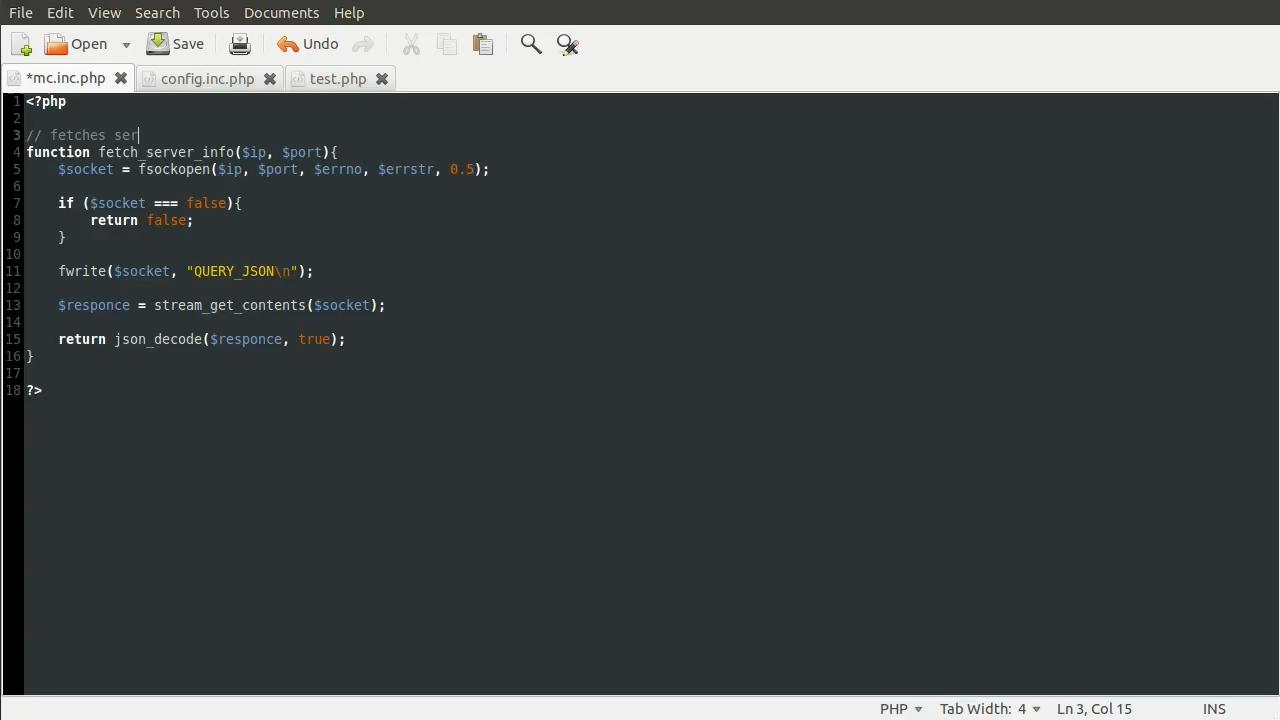 File Edit View Search Tools Documents Help
Open Save Undo
*mc.inc.php config.inc.php test.php
1 <?php
2
3 // fetches ser
4 function fetch_server_info($ip, $port){
5     $socket = fsockopen($ip, $port, $errno, $errstr, 0.5);
6
7     if ($socket === false){
8         return false;
9     }
10
11     fwrite($socket, "QUERY_JSON\n");
12
13     $responce = stream_get_contents($socket);
14
15     return json_decode($responce, true);
16 }
17
18 ?>
PHP Tab Width: 4 Ln 3, Col 15 INS